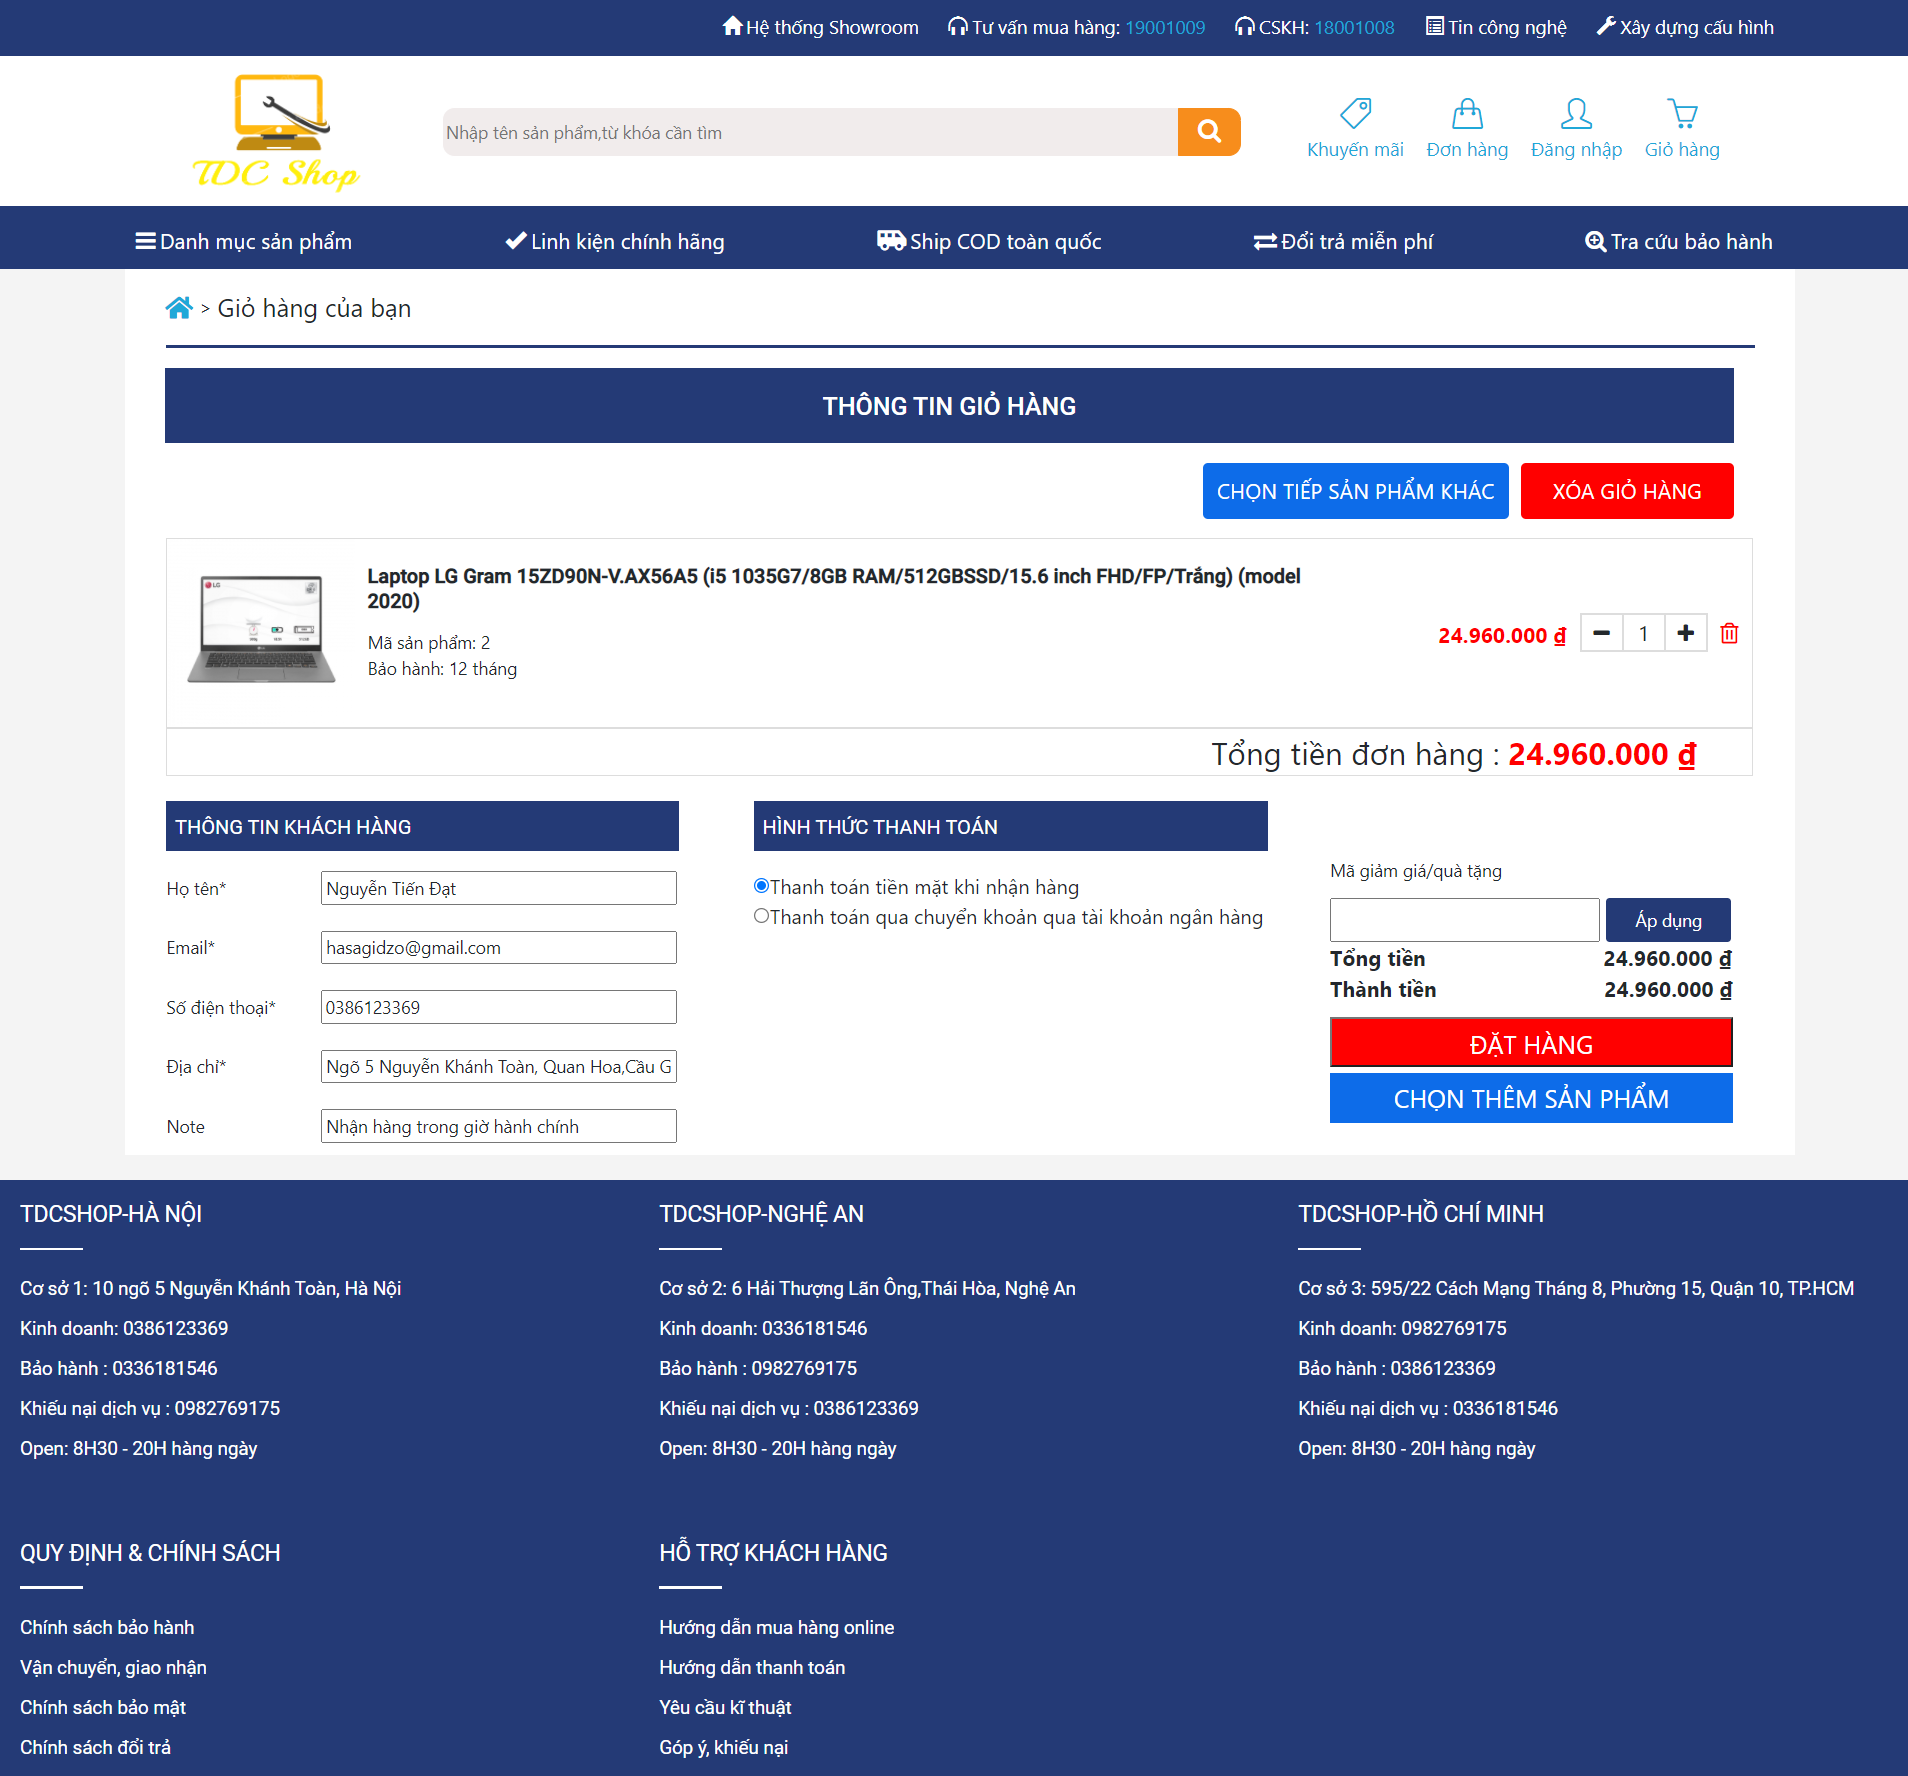 Hệ thống Showroom Tư vấn mua hàng: 19001009 CSKH: 18001008 Tin công nghệ Xây dựng cấu hình
TDC Shop
Nhập tên sản phẩm,từ khóa cần tìm
Khuyến mãi Đơn hàng Đăng nhập Giỏ hàng
Danh mục sản phẩm Linh kiện chính hãng Ship COD toàn quốc Đổi trả miễn phí Tra cứu bảo hành
> Giỏ hàng của bạn
THÔNG TIN GIỎ HÀNG
CHỌN TIẾP SẢN PHẨM KHÁC XÓA GIỎ HÀNG
Laptop LG Gram 15ZD90N-V.AX56A5 (i5 1035G7/8GB RAM/512GBSSD/15.6 inch FHD/FP/Trắng) (model
2020)
Mã sản phẩm: 2
Bảo hành: 12 tháng
24.960.000 ₫ 1
Tổng tiền đơn hàng : 24.960.000 ₫
THÔNG TIN KHÁCH HÀNG
Họ tên* Nguyễn Tiến Đạt
Email* hasagidzo@gmail.com
Số điện thoại* 0386123369
Địa chỉ* Ngõ 5 Nguyễn Khánh Toàn, Quan Hoa,Cầu G
Note Nhận hàng trong giờ hành chính
HÌNH THỨC THANH TOÁN
Thanh toán tiền mặt khi nhận hàng
Thanh toán qua chuyển khoản qua tài khoản ngân hàng
Mã giảm giá/quà tặng
Áp dụng
Tổng tiền 24.960.000 ₫
Thành tiền 24.960.000 ₫
ĐẶT HÀNG
CHỌN THÊM SẢN PHẨM
TDCSHOP-HÀ NỘI
Cơ sở 1: 10 ngõ 5 Nguyễn Khánh Toàn, Hà Nội
Kinh doanh: 0386123369
Bảo hành : 0336181546
Khiếu nại dịch vụ : 0982769175
Open: 8H30 - 20H hàng ngày
TDCSHOP-NGHỆ AN
Cơ sở 2: 6 Hải Thượng Lãn Ông,Thái Hòa, Nghệ An
Kinh doanh: 0336181546
Bảo hành : 0982769175
Khiếu nại dịch vụ : 0386123369
Open: 8H30 - 20H hàng ngày
TDCSHOP-HỒ CHÍ MINH
Cơ sở 3: 595/22 Cách Mạng Tháng 8, Phường 15, Quận 10, TP.HCM
Kinh doanh: 0982769175
Bảo hành : 0386123369
Khiếu nại dịch vụ : 0336181546
Open: 8H30 - 20H hàng ngày
QUY ĐỊNH & CHÍNH SÁCH
Chính sách bảo hành
Vận chuyển, giao nhận
Chính sách bảo mật
Chính sách đổi trả
HỖ TRỢ KHÁCH HÀNG
Hướng dẫn mua hàng online
Hướng dẫn thanh toán
Yêu cầu kĩ thuật
Góp ý, khiếu nại